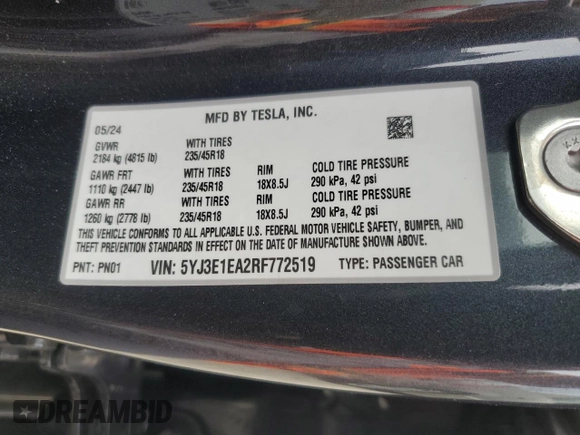 MFD BY TESLA, INC.
05/24
GVWR WITH TIRES
2184 kg (4815 lb) 235/45R18
GAWR FRT WITH TIRES RIM COLD TIRE PRESSURE
1110 kg (2447 lb) 235/45R18 18X8.5J 290 kPa, 42 psi
GAWR RR WITH TIRES RIM COLD TIRE PRESSURE
1260 kg (2778 lb) 235/45R18 18X8.5J 290 kPa, 42 psi
THIS VEHICLE CONFORMS TO ALL APPLICABLE U.S. FEDERAL MOTOR VEHICLE SAFETY, BUMPER, AND
THEFT PREVENTION STANDARDS IN EFFECT ON THE DATE OF MANUFACTURE SHOWN ABOVE.
PNT: PN01 VIN: 5YJ3E1EA2RF772519 TYPE: PASSENGER CAR
DREAMBID